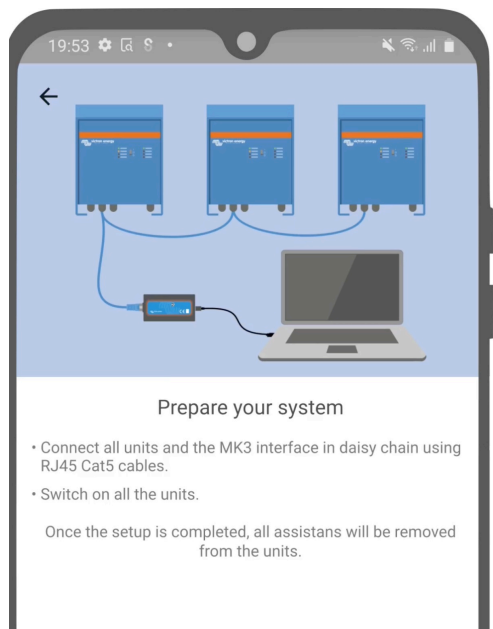 19:53
Prepare your system
• Connect all units and the MK3 interface in daisy chain using
RJ45 Cat5 cables.
• Switch on all the units.
Once the setup is completed, all assistans will be removed
from the units.